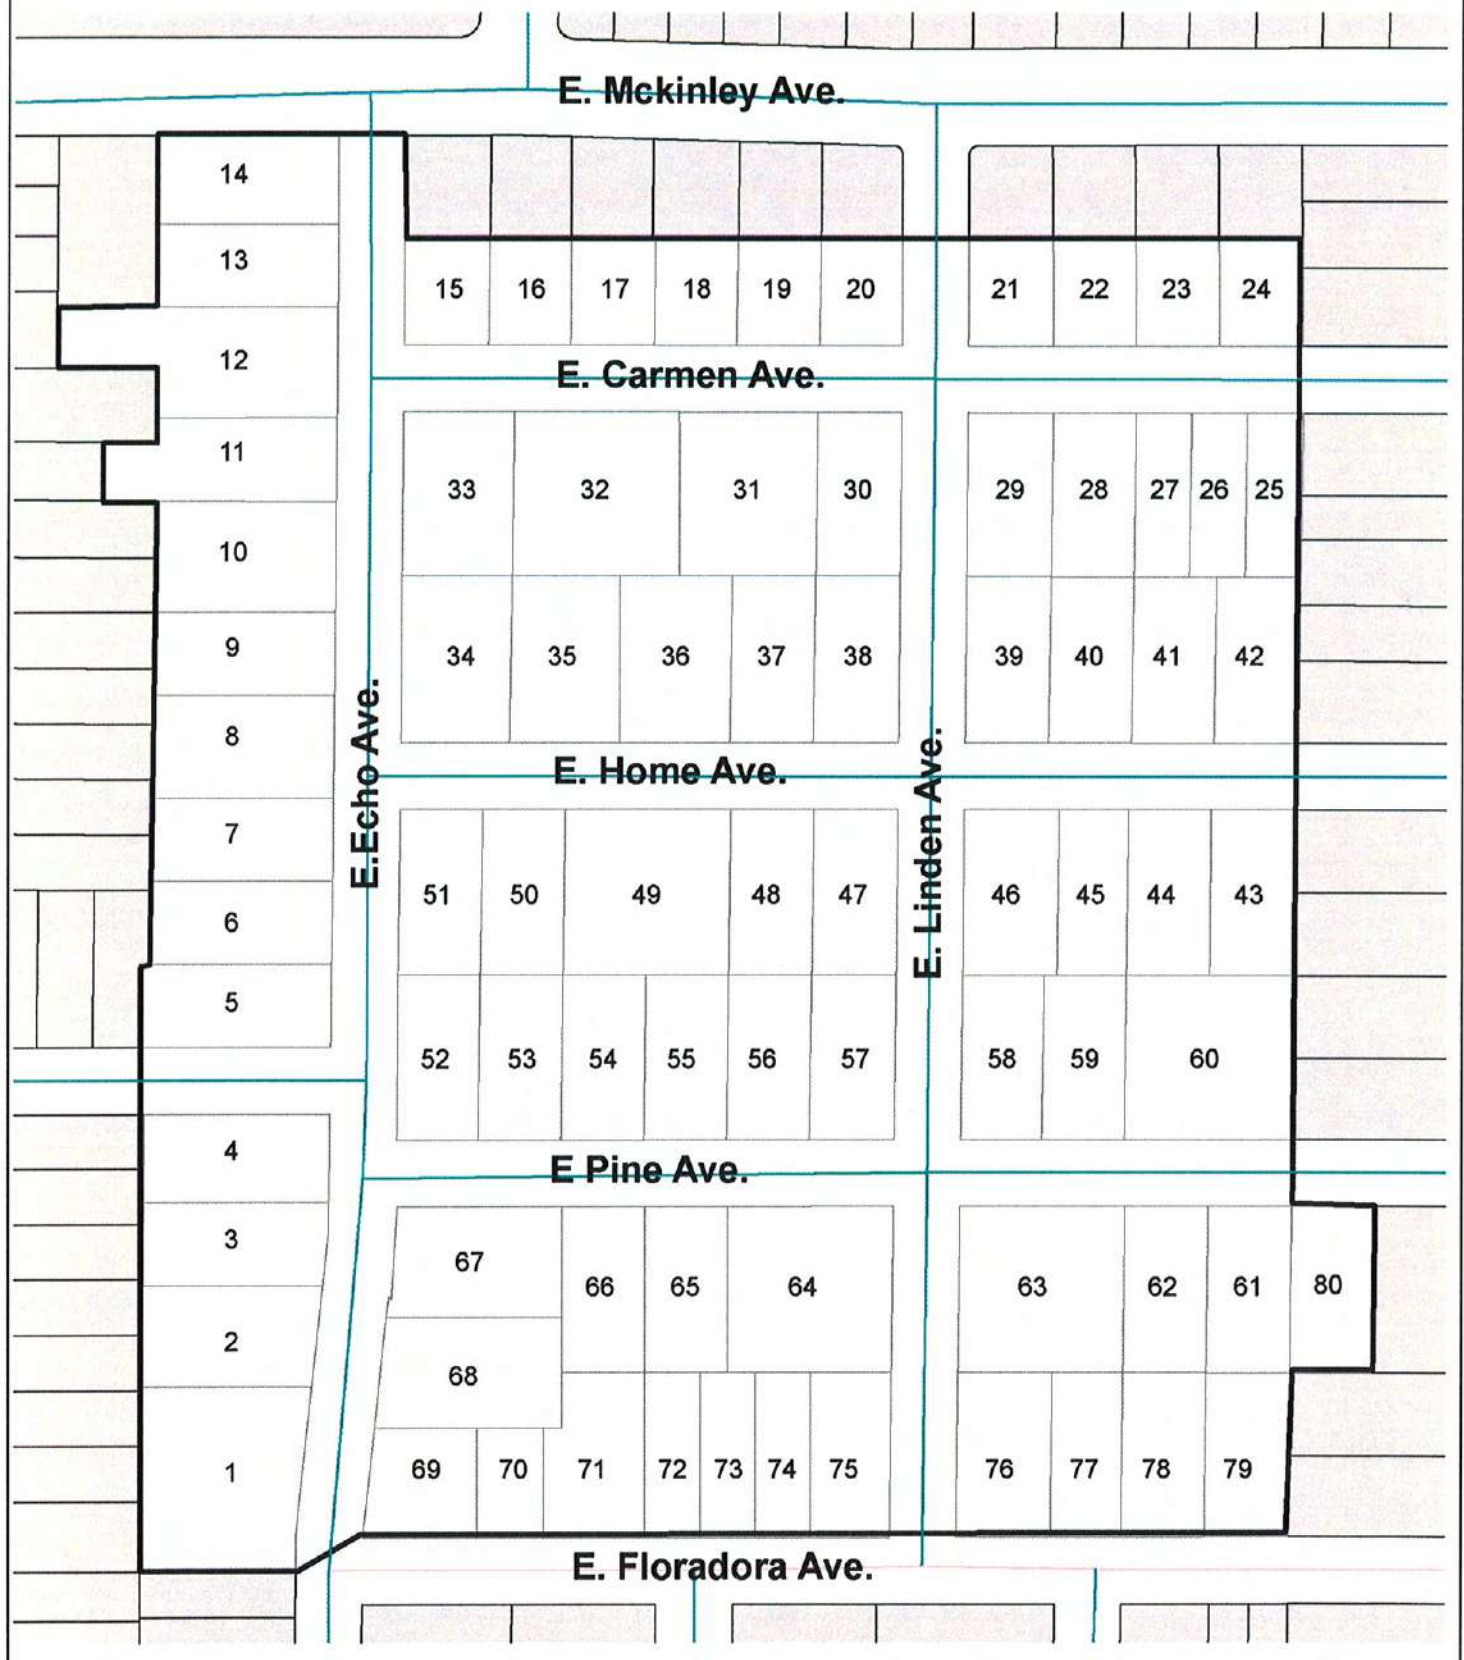 E. Mckinley Ave.
14
13
15 16 17 18 19 20 21 22 23 24
12
E. Carmen Ave.
11
33 32 31 30 29 28 27 26 25
10
9
34 35 36 37 38 39 40 41 42
8
E. Home Ave.
E.Echo Ave.
E. Linden Ave.
7
6
51 50 49 48 47 46 45 44 43
5
52 53 54 55 56 57 58 59 60
4
E Pine Ave.
3
67
66 65 64 63 62 61 80
2
68
1
69 70 71 72 73 74 75 76 77 78 79
E. Floradora Ave.